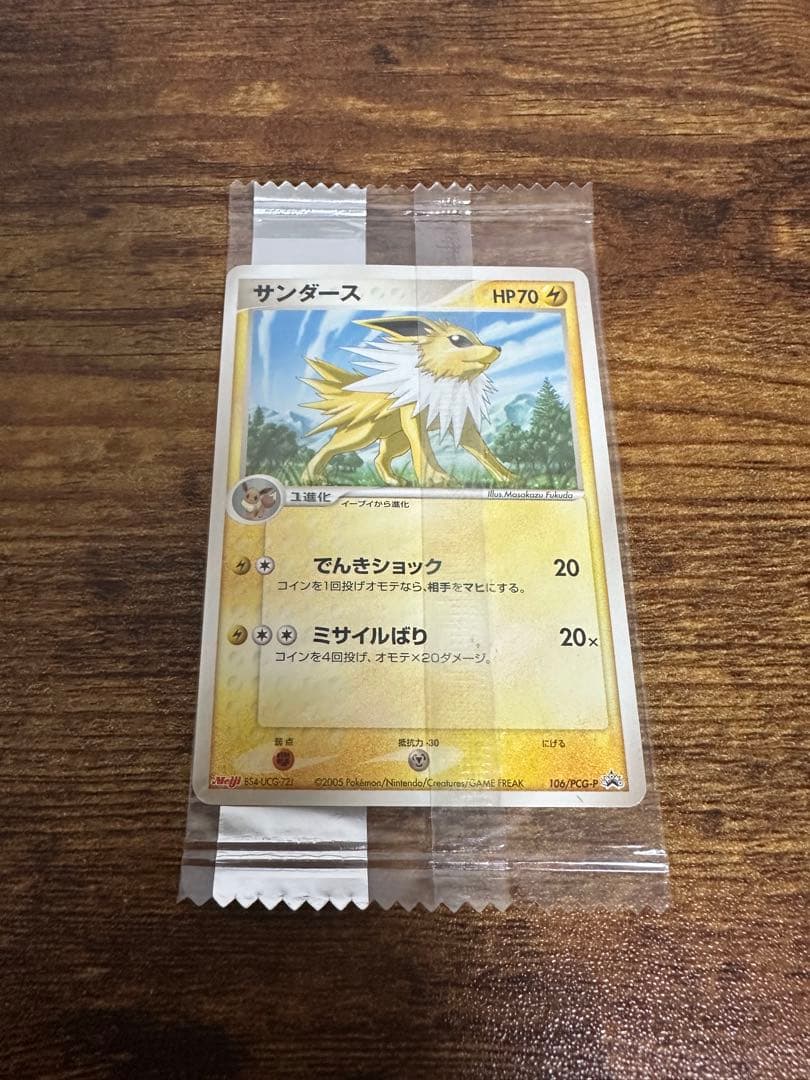 サンダース HP70
1進化
イーブイから進化
Illus.Masakazu Fukuda
でんきショック 20
コインを1回投げオモテなら、相手をマヒにする。
ミサイルばり 20×
コインを4回投げ、オモテ×20ダメージ。
弱点 抵抗力 -30 にげる
Meiji BS4-UCG-72J ©2005 Pokémon/Nintendo/Creatures/GAME FREAK 106/PCG-P